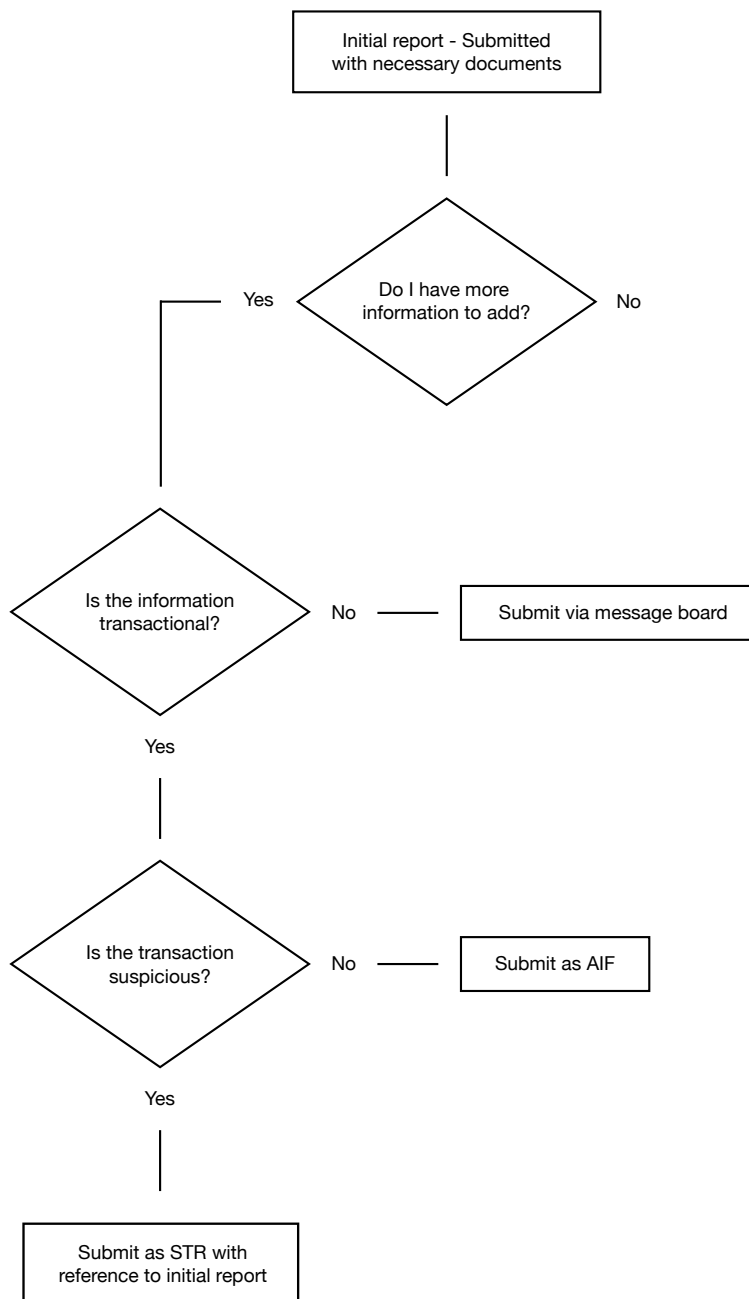 Initial report - Submitted
with necessary documents
Do I have more
information to add?
Yes
No
Is the information
transactional?
No
Submit via message board
Yes
Is the transaction
suspicious?
No
Submit as AIF
Yes
Submit as STR with
reference to initial report